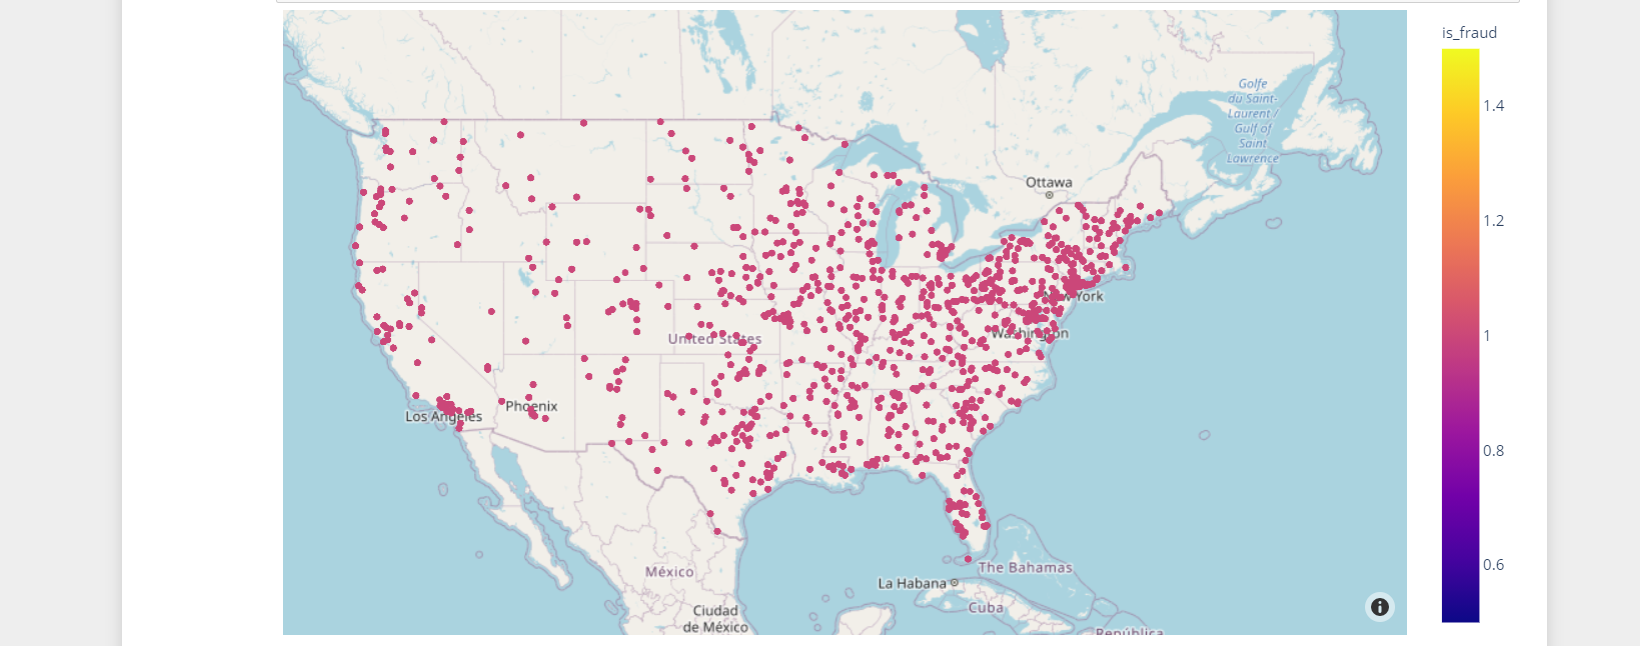 is_fraud
Golfe
du Saint-
Laurent /
Gulf of
Saint
Lawrence
1.4
Ottawa
1.2
New York
1
Washington
United States
Phoenix
Los Angeles
0.8
México
La Habana
The Bahamas
0.6
Cuba
Ciudad
de México
República